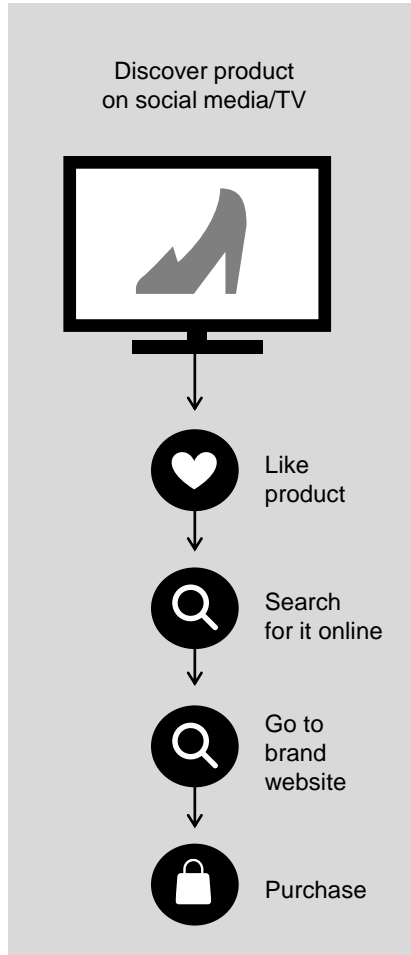 Discover product
on social media/TV
Like
product
Search
for it online
Go to
brand
website
Purchase